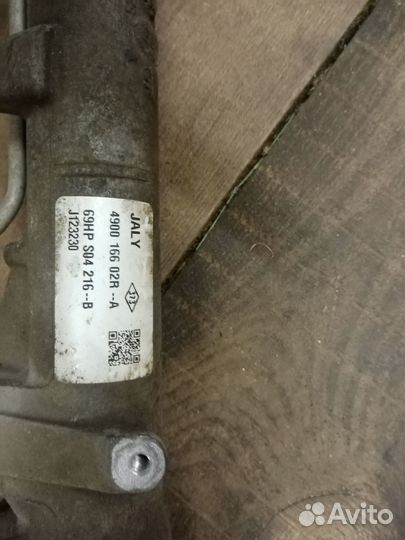 JALY
4900 166 02R --A
69HP S04 216--B
J123230
Avito